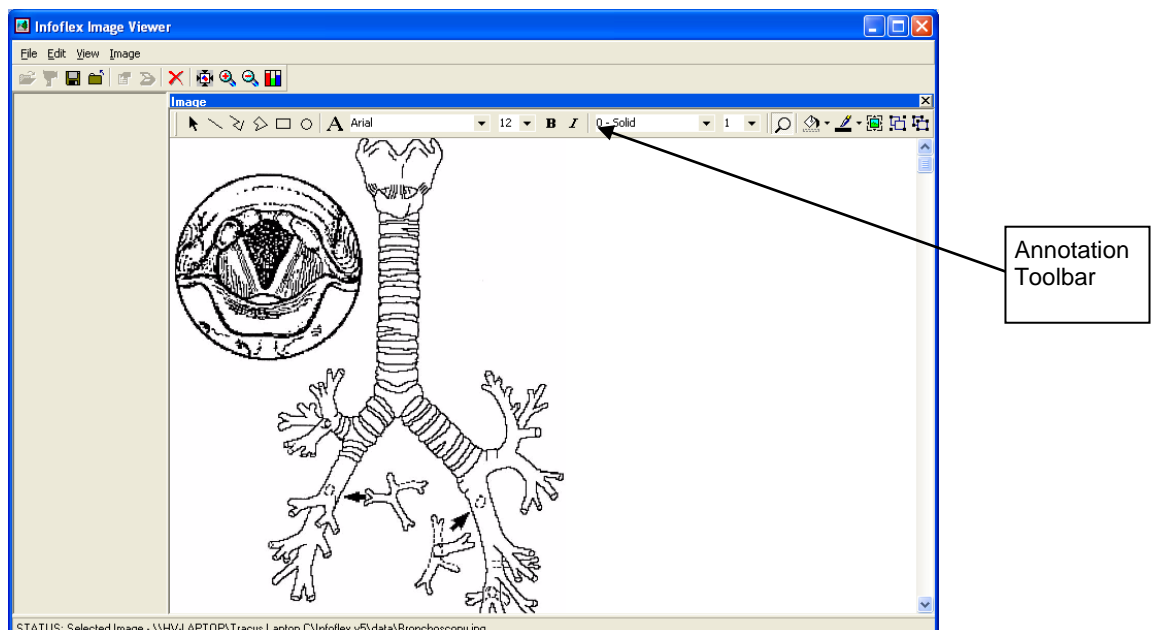 Infoflex Image Viewer
File Edit View Image
Image
A Arial 12 B I 0 - Solid 1
Annotation
Toolbar
STATUS: Selected Image - \\HV-LAPTOP\Tracus Laptop C\Infoflex v5\data\Bronchoscopy.jpg